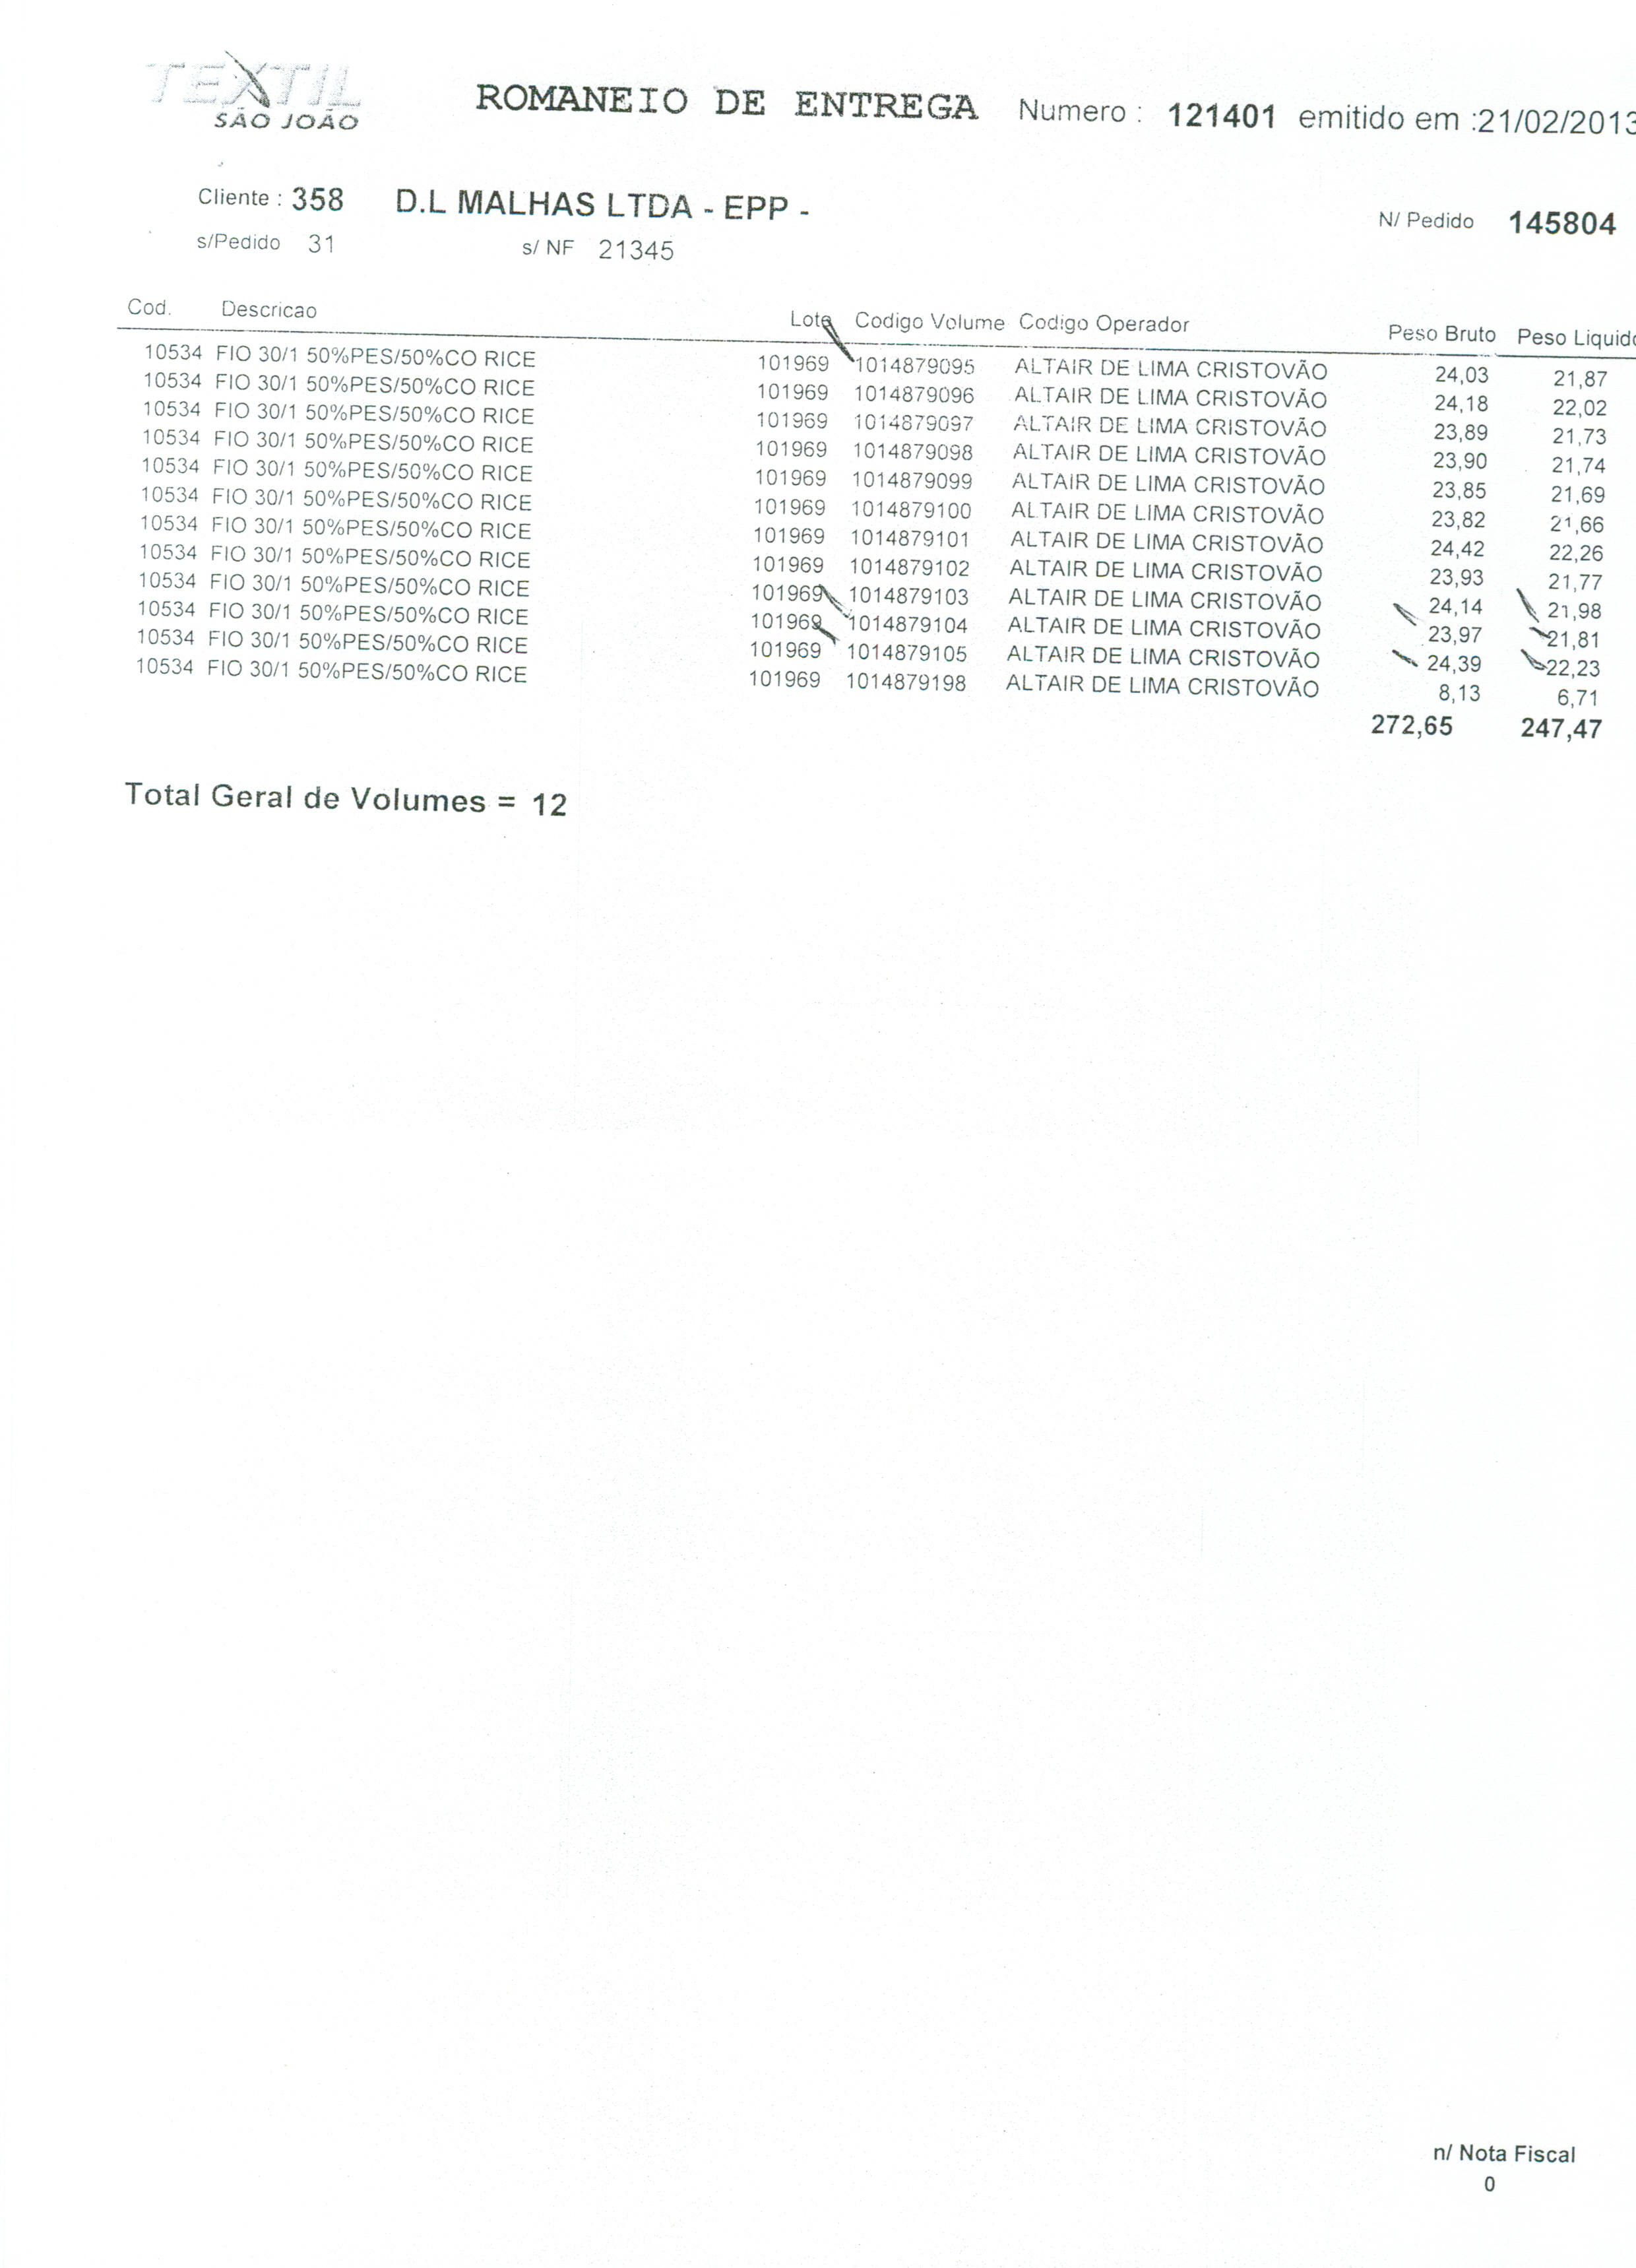 TEXTIL
SÃO JOÃO
ROMANEIO DE ENTREGA Numero : 121401 emitido em :21/02/2013
Cliente : 358 D.L MALHAS LTDA - EPP -
N/ Pedido 145804
s/Pedido 31 s/ NF 21345
Cod. Descricao Lote Codigo Volume Codigo Operador Peso Bruto Peso Liquido
10534 FIO 30/1 50%PES/50%CO RICE 101969 1014879095 ALTAIR DE LIMA CRISTOVÃO 24,03 21,87
10534 FIO 30/1 50%PES/50%CO RICE 101969 1014879096 ALTAIR DE LIMA CRISTOVÃO 24,18 22,02
10534 FIO 30/1 50%PES/50%CO RICE 101969 1014879097 ALTAIR DE LIMA CRISTOVÃO 23,89 21,73
10534 FIO 30/1 50%PES/50%CO RICE 101969 1014879098 ALTAIR DE LIMA CRISTOVÃO 23,90 21,74
10534 FIO 30/1 50%PES/50%CO RICE 101969 1014879099 ALTAIR DE LIMA CRISTOVÃO 23,85 21,69
10534 FIO 30/1 50%PES/50%CO RICE 101969 1014879100 ALTAIR DE LIMA CRISTOVÃO 23,82 21,66
10534 FIO 30/1 50%PES/50%CO RICE 101969 1014879101 ALTAIR DE LIMA CRISTOVÃO 24,42 22,26
10534 FIO 30/1 50%PES/50%CO RICE 101969 1014879102 ALTAIR DE LIMA CRISTOVÃO 23,93 21,77
10534 FIO 30/1 50%PES/50%CO RICE 101969 1014879103 ALTAIR DE LIMA CRISTOVÃO 24,14 21,98
10534 FIO 30/1 50%PES/50%CO RICE 101969 1014879104 ALTAIR DE LIMA CRISTOVÃO 23,97 21,81
10534 FIO 30/1 50%PES/50%CO RICE 101969 1014879105 ALTAIR DE LIMA CRISTOVÃO 24,39 22,23
10534 FIO 30/1 50%PES/50%CO RICE 101969 1014879198 ALTAIR DE LIMA CRISTOVÃO 8,13 6,71
272,65 247,47
Total Geral de Volumes = 12
n/ Nota Fiscal
0